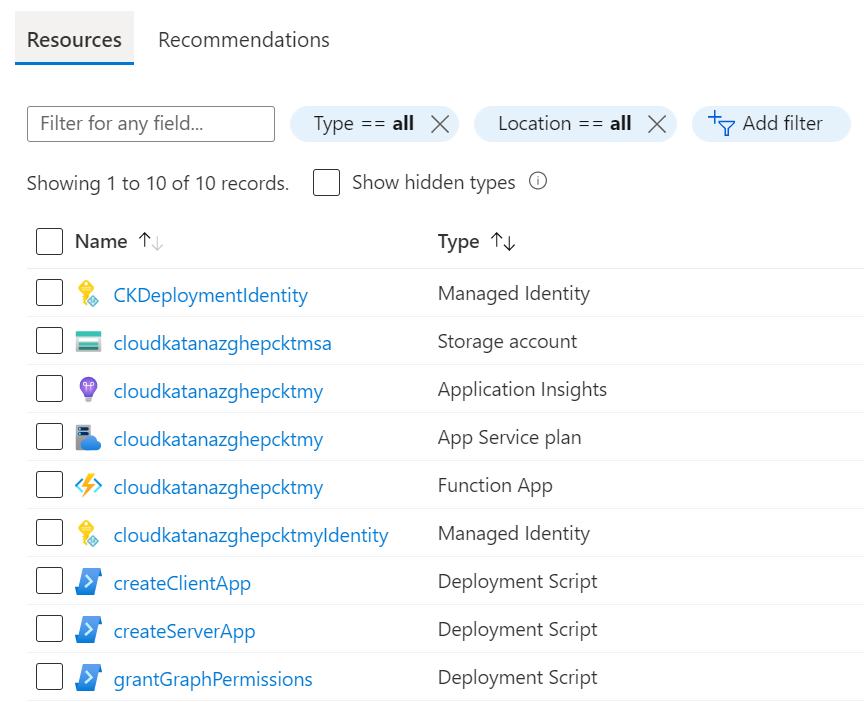 Resources Recommendations
Filter for any field... Type == all Location == all Add filter
Showing 1 to 10 of 10 records. Show hidden types
Name Type
CKDeploymentIdentity Managed Identity
cloudkatanazghepcktmsa Storage account
cloudkatanazghepcktmy Application Insights
cloudkatanazghepcktmy App Service plan
cloudkatanazghepcktmy Function App
cloudkatanazghepcktmyIdentity Managed Identity
createClientApp Deployment Script
createServerApp Deployment Script
grantGraphPermissions Deployment Script